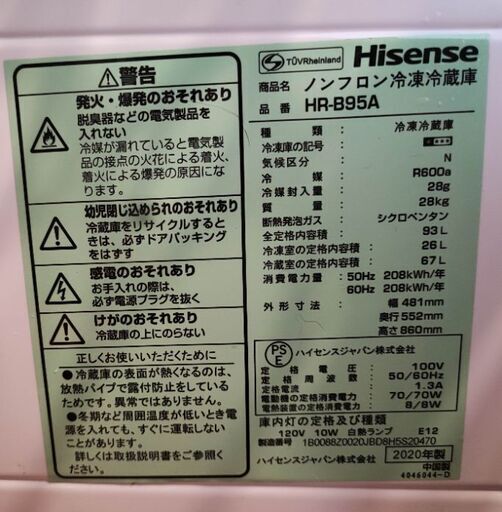 ⚠警告
発火・爆発のおそれあり
脱臭器などの電気製品を
入れない
冷媒が漏れていると電気製
品の接点の火花による着火、
着火による爆発の原因にな
ります。
幼児閉じ込められのおそれあり
冷蔵庫をリサイクルすると
きは、必ずドアパッキング
をはずす
感電のおそれあり
お手入れの際は、
必ず電源プラグを抜く
けがのおそれあり
冷蔵庫の上にのらない
正しくお使いいただくために
●冷蔵庫の表面が熱くなるのは、
放熱パイプで露付防止をしている
ためです。異常ではありません。
●冬期など周囲温度が低いとき電
源を入れても、すぐに運転しない
ことがあります。
詳しくは取扱説明書をご覧ください。
TÜVRheinland Hisense
商品名 ノンフロン冷凍冷蔵庫
品番 HR-B95A
種類: 冷凍冷蔵庫
冷凍庫の記号:
気候区分: N
冷媒: R600a
冷媒封入量: 28g
質量: 28kg
断熱発泡ガス: シクロペンタン
全定格内容積: 93 L
冷凍室の定格内容積: 26 L
冷蔵室の定格内容積: 67 L
消費電力量: 50Hz 208kWh/年
60Hz 208kWh/年
外形寸法: 幅 481mm
奥行 552mm
高さ 860mm
PS
E ハイセンスジャパン株式会社
定格電圧: 100V
定格周波数: 50/60Hz
定格電流: 1.3A
電動機の定格消費電力: 70/70W
電熱装置の定格消費電力: 8/8W
庫内灯の定格及び種類
120V 10W 白熱ランプ E12
製造番号 1B0088Z0020JBD8H5S20470
ハイセンスジャパン株式会社 2020年製
中国製
4046044-D